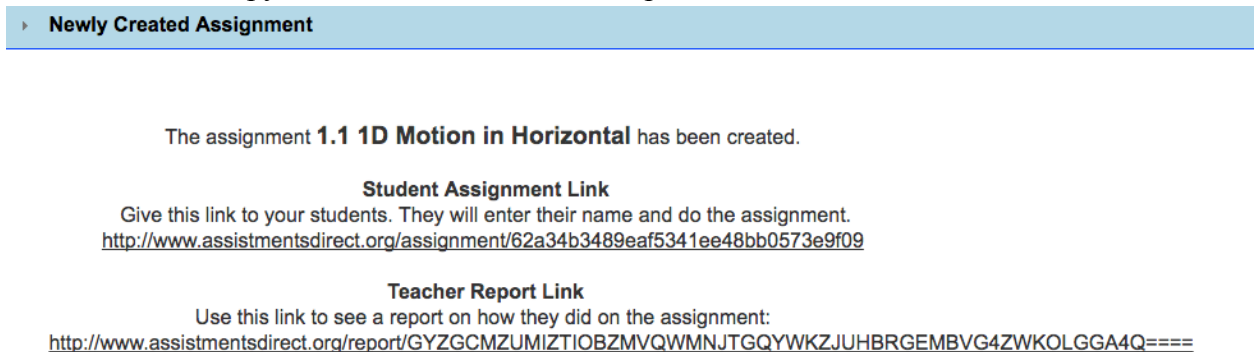 Newly Created Assignment
The assignment 1.1 1D Motion in Horizontal has been created.
Student Assignment Link
Give this link to your students. They will enter their name and do the assignment.
http://www.assistmentsdirect.org/assignment/62a34b3489eaf5341ee48bb0573e9f09
Teacher Report Link
Use this link to see a report on how they did on the assignment:
http://www.assistmentsdirect.org/report/GYZGCMZUMIZTIOBZMVQWMNJTGQYWKZJUHBRGEMBVG4ZWKOLGGA4Q====